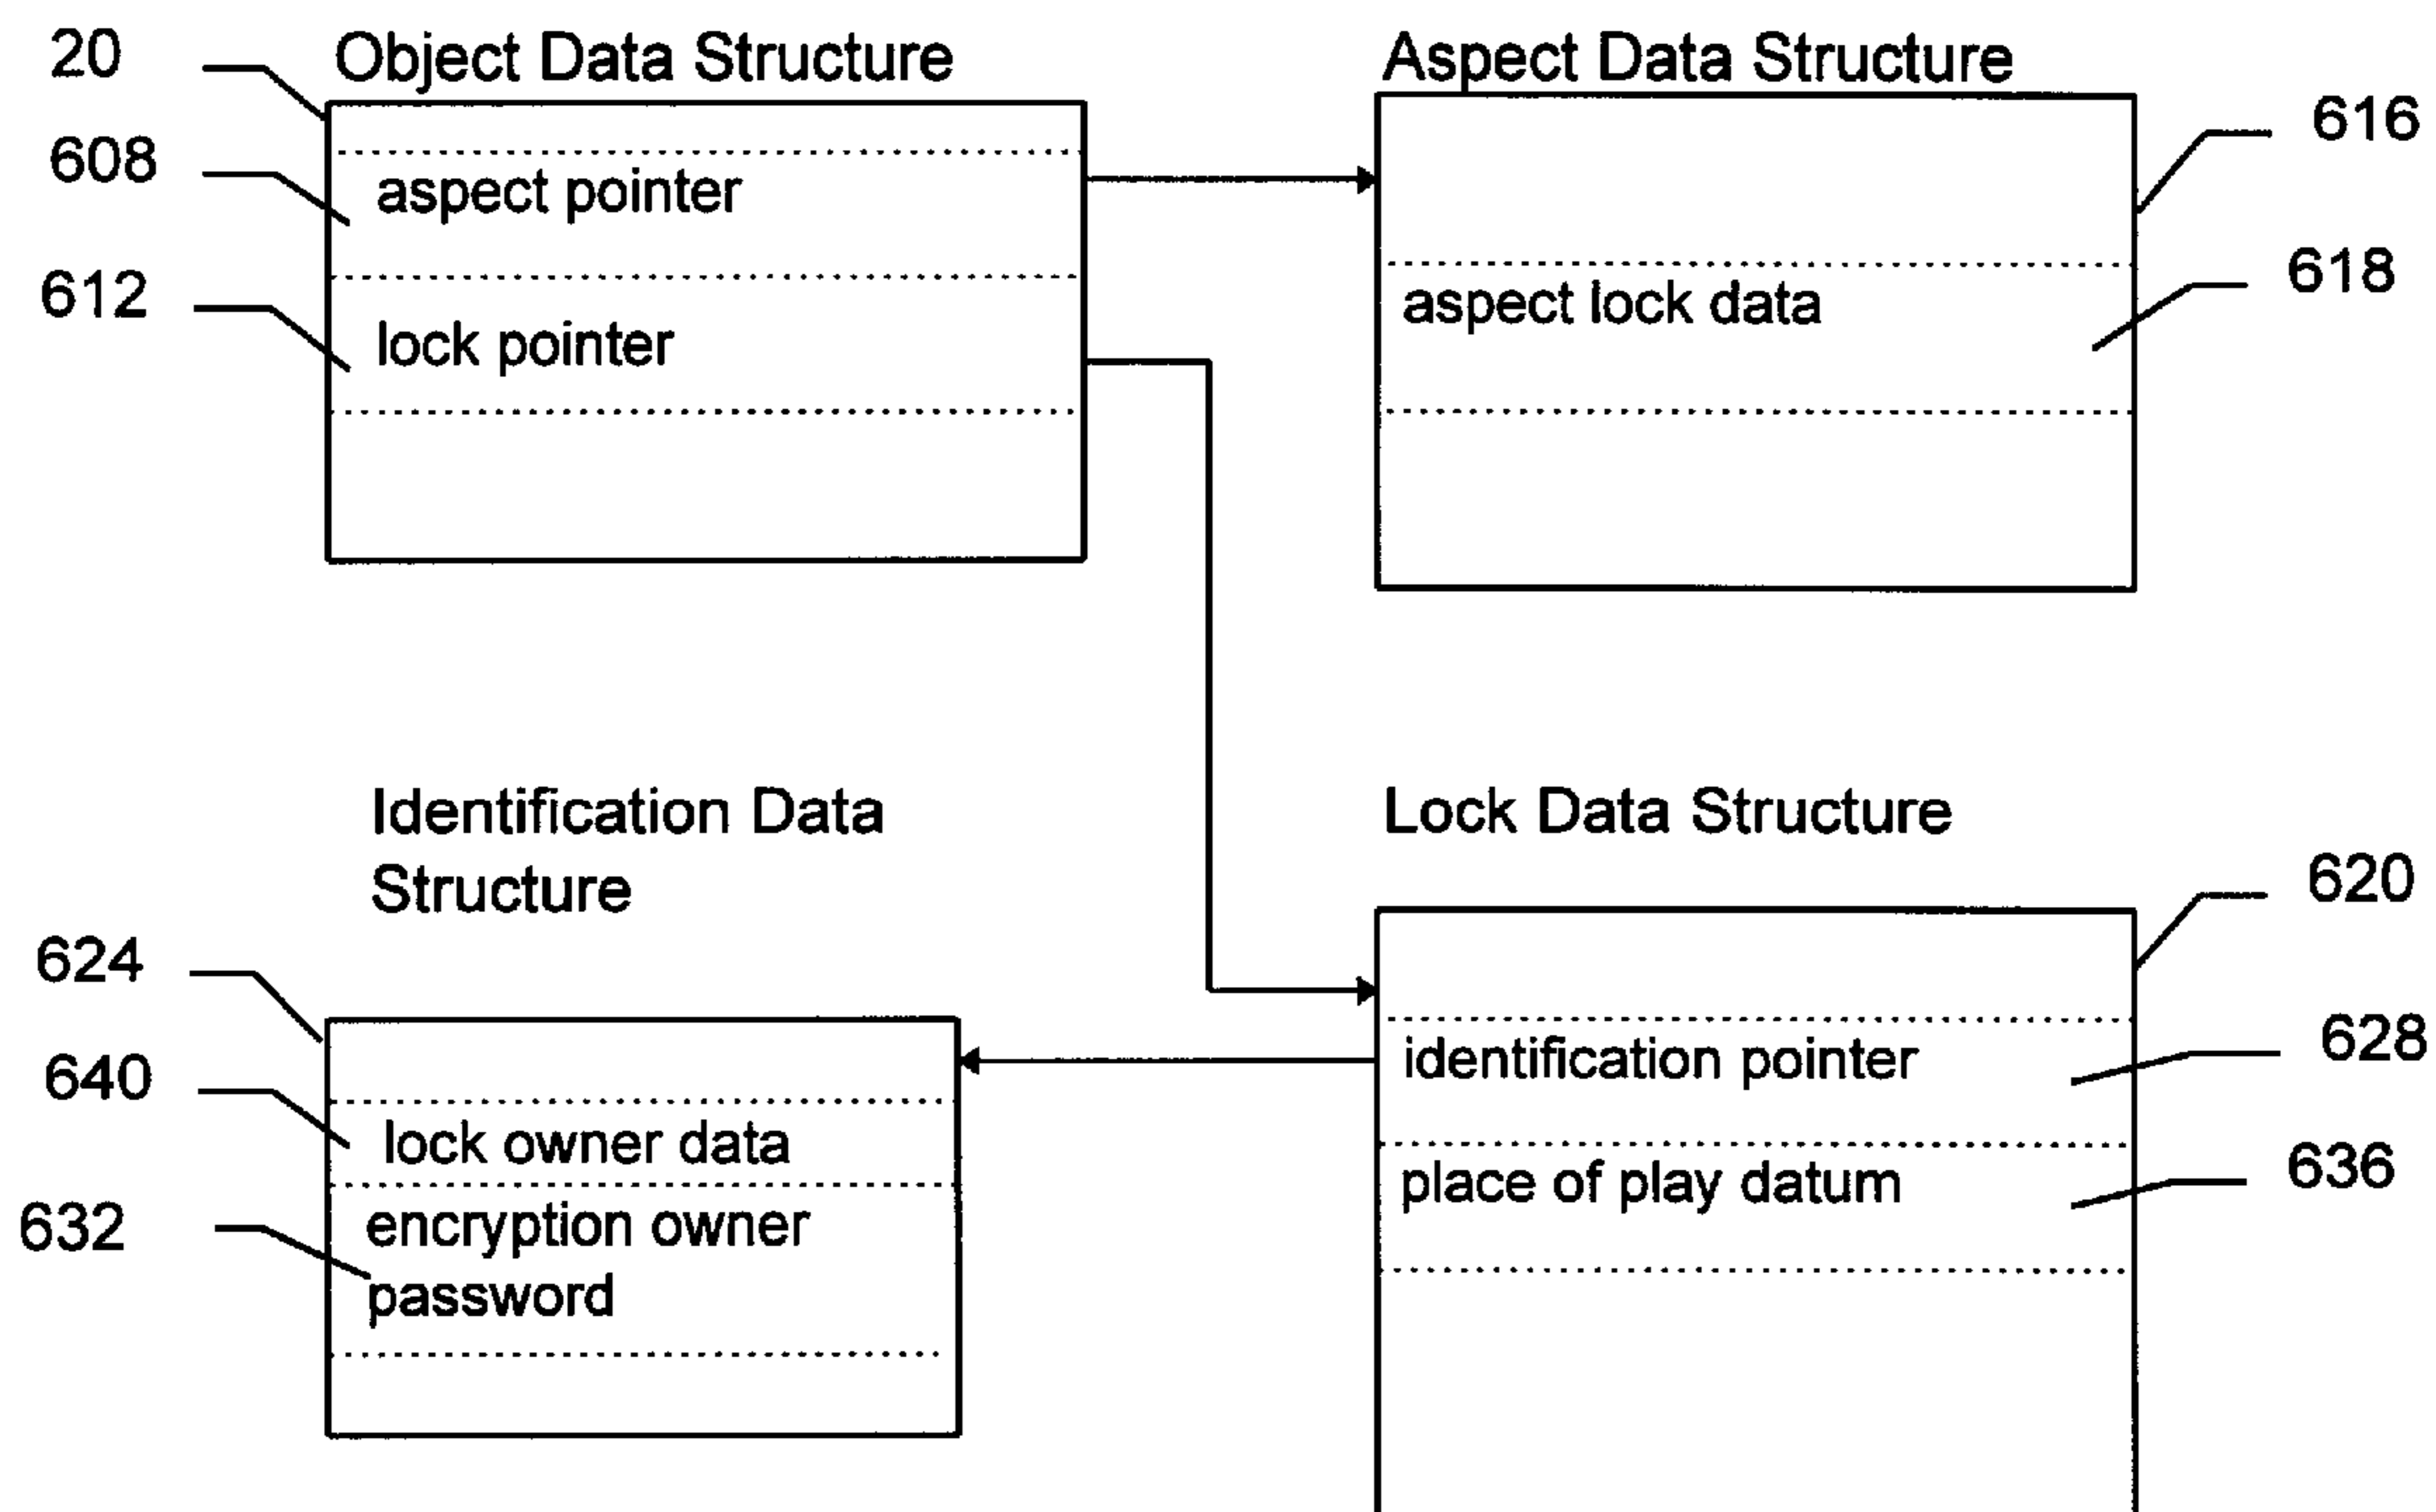 20
Object Data Structure
608
aspect pointer
612
lock pointer
Aspect Data Structure
616
618
aspect lock data
Identification Data
Structure
624
640
lock owner data
632
encryption owner
password
Lock Data Structure
620
identification pointer
628
place of play datum
636